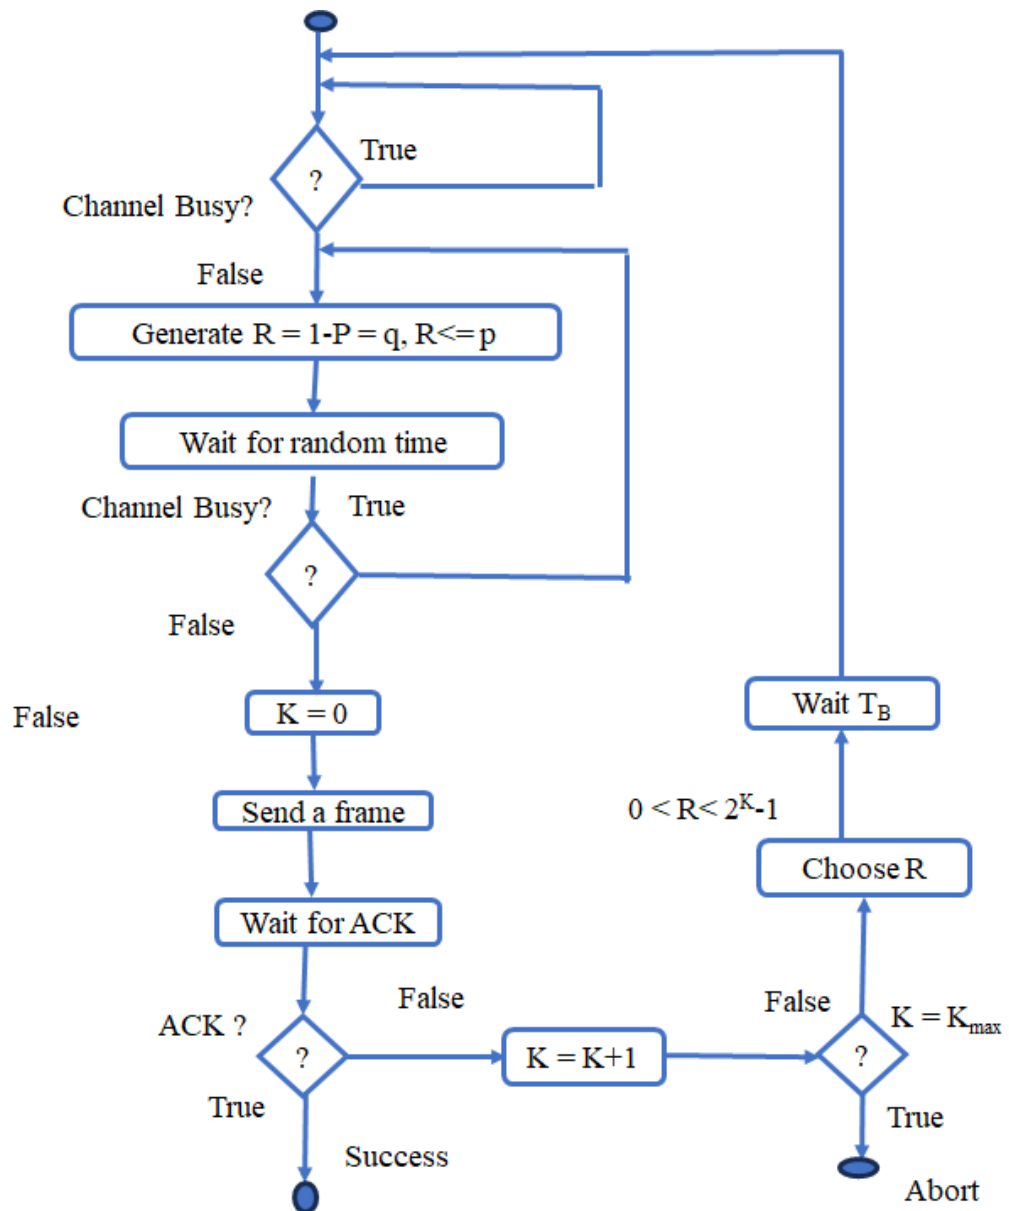 True
?
Channel Busy?
False
Generate R = 1-P = q, R<= p
Wait for random time
Channel Busy?
True
?
False
K = 0
False
Send a frame
Wait for ACK
ACK ?
?
False
True
Success
K = K+1
?
K = Kmax
False
True
Abort
Choose R
0 < R< 2^K-1
Wait TB